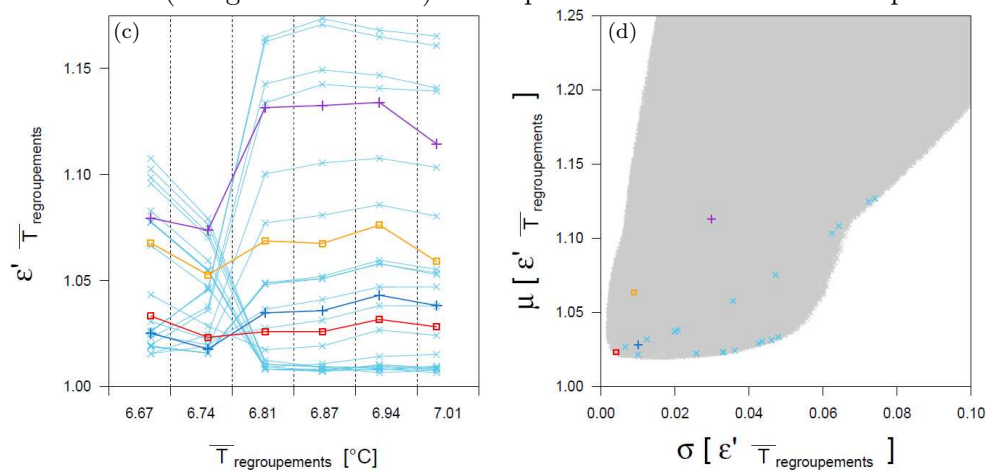 (c)
1.15
1.10
1.05
1.00
ε' T̅ regroupements
6.67 6.74 6.81 6.87 6.94 7.01
T̅ regroupements [°C]
(d)
1.25
1.20
1.15
1.10
1.05
1.00
μ [ ε' T̅ regroupements ]
0.00 0.02 0.04 0.06 0.08 0.10
σ [ ε' T̅ regroupements ]